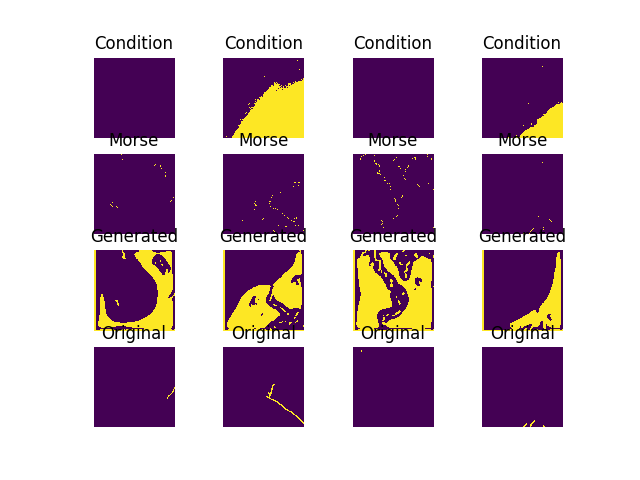 Condition Condition Condition Condition
Morse Morse Morse Morse
Generated Generated Generated Generated
Original Original Original Original